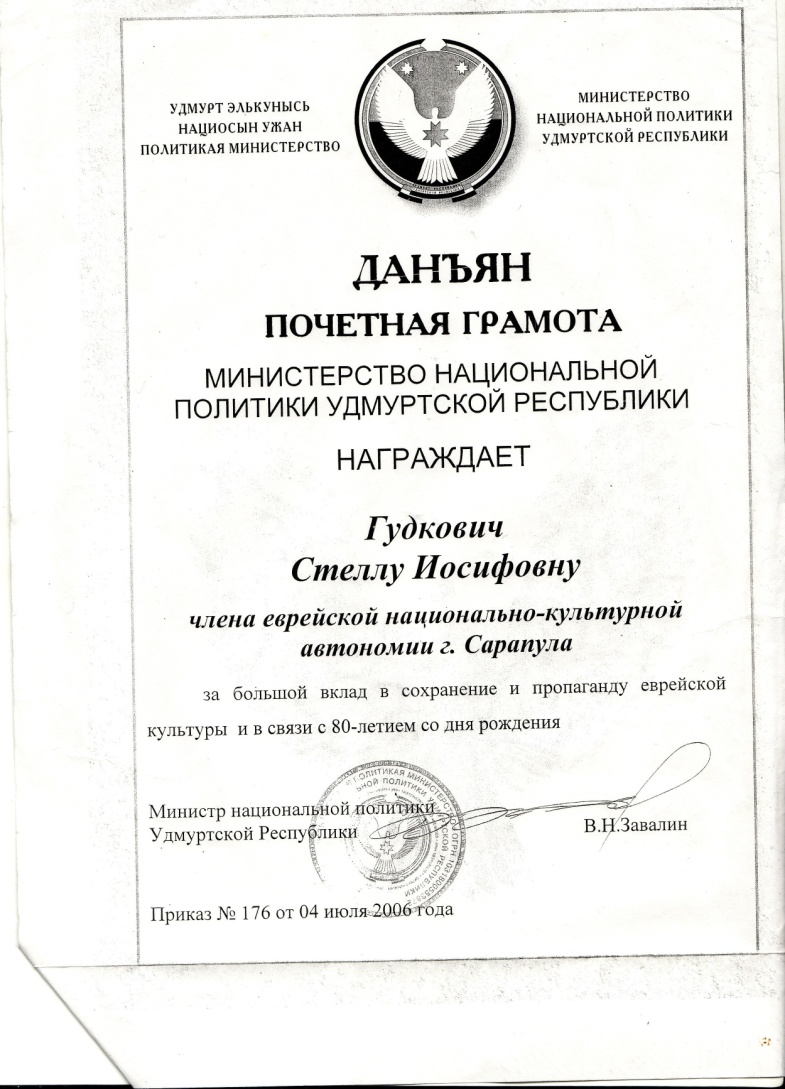 УДМУРТ ЭЛЬКУНЫСЬ
НАЦИОСЫН УЖАН
ПОЛИТИКАЯ МИНИСТЕРСТВО
МИНИСТЕРСТВО
НАЦИОНАЛЬНОЙ ПОЛИТИКИ
УДМУРТСКОЙ РЕСПУБЛИКИ
ДАНЪЯН
ПОЧЕТНАЯ ГРАМОТА
МИНИСТЕРСТВО НАЦИОНАЛЬНОЙ
ПОЛИТИКИ УДМУРТСКОЙ РЕСПУБЛИКИ
НАГРАЖДАЕТ
Гудкович
Стеллу Иосифовну
члена еврейской национально-культурной
автономии г. Сарапула
за большой вклад в сохранение и пропаганду еврейской
культуры и в связи с 80-летием со дня рождения
Министр национальной политики
Удмуртской Республики
В.Н.Завалин
Приказ № 176 от 04 июля 2006 года